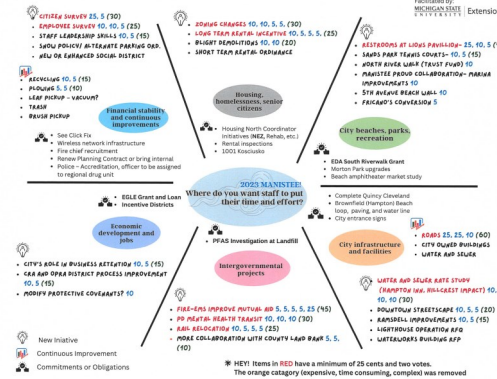 Facilitated by:
MICHIGAN STATE
UNIVERSITY Extensio
CITIZEN SURVEY 25, 5 (30)
EMPLOYEE SURVEY 10, 10, 5 (25)
STAFF LEADERSHIP SKILLS 10, 5 (15)
SNOW POLICY/ ALTERNATE PARKING ORD.
NEW OR ENHANCED SOCIAL DISTRICT
RECYCLING 10, 5 (15)
PLOWING 5, 5 (10)
LEAF PICKUP - VACUUM?
TRASH
BRUSH PICKUP
Financial stability
and continuous
improvements
See Click Fix
Wireless network infrastructure
Fire chief recruitment
Renew Planning Contract or bring internal
Police - Accreditation, officer to be assigned
to regional drug unit
ZONING CHANGES 10, 10, 5, 5, (30)
LONG TERM RENTAL INCENTIVE 10, 5, 5, 5, (25)
BLIGHT DEMOLITIONS 10, 10 (20)
SHORT TERM RENTAL ORDINANCE
Housing,
homelessness, senior
citizens
Housing North Coordinator
Initiatives (NEZ, Rehab, etc.)
Rental inspections
1001 Kosciusko
RESTROOMS AT LIONS PAVILLION- 25, 10, 10, 5
SANDS PARK TENNIS COURTS- 10, 5 (15)
NORTH RIVER WALK (TRUST FUND) 10
MANISTEE PROUD COLLABORATION- MARINA
IMPROVEMENTS 10
5TH AVENUE BEACH WALL 10
FRICANO'S CONVERSION 5
City beaches, parks,
recreation
EDA South Riverwalk Grant
Morton Park upgrades
Beach amphitheater market study
2023 MANISTEE!
Where do you want staff to put
their time and effort?
EGLE Grant and Loan
Incentive Districts
Economic
development and
jobs
CITY'S ROLE IN BUSINESS RETENTION 10, 5 (15)
CRA AND OPRA DISTRICT PROCESS IMPROVEMENT
10, 5 (15)
MODIFY PROTECTIVE COVENANTS? 10
PFAS Investigation at Landfill
Intergovernmental
projects
FIRE-EMS IMPROVE MUTUAL AID 5, 5, 5, 5, 25 (45)
PD MENTAL HEALTH TRANSIT 10, 10, 10 (30)
RAIL RELOCATION 10, 5, 5, 5 (25)
MORE COLLABORATION WITH COUNTY LAND BANK 5, 5,
(10)
Complete Quincy Cleveland
Brownfield (Hampton) Beach
loop, paving, and water line
City entrance signs
City infrastructure
and facilities
ROADS 25, 25, 10 (60)
CITY OWNED BUILDINGS
WATER AND SEWER
WATER AND SEWER RATE STUDY
(HAMPTON INN, HILLCREST IMPACT) 10,
10, 10 (30)
DOWNTOWN STREETSCAPE 10, 5, 5 (20)
RAMSDELL IMPROVEMENTS 10, 5 (15)
LIGHTHOUSE OPERATION RFQ
WATERWORKS RFP
New Iniative
Continuous Improvement
Commitments or Obligations
HEY! Items in RED have a minimum of 25 cents and two votes.
The orange catagory (expensive, time consuming, complex) was removed